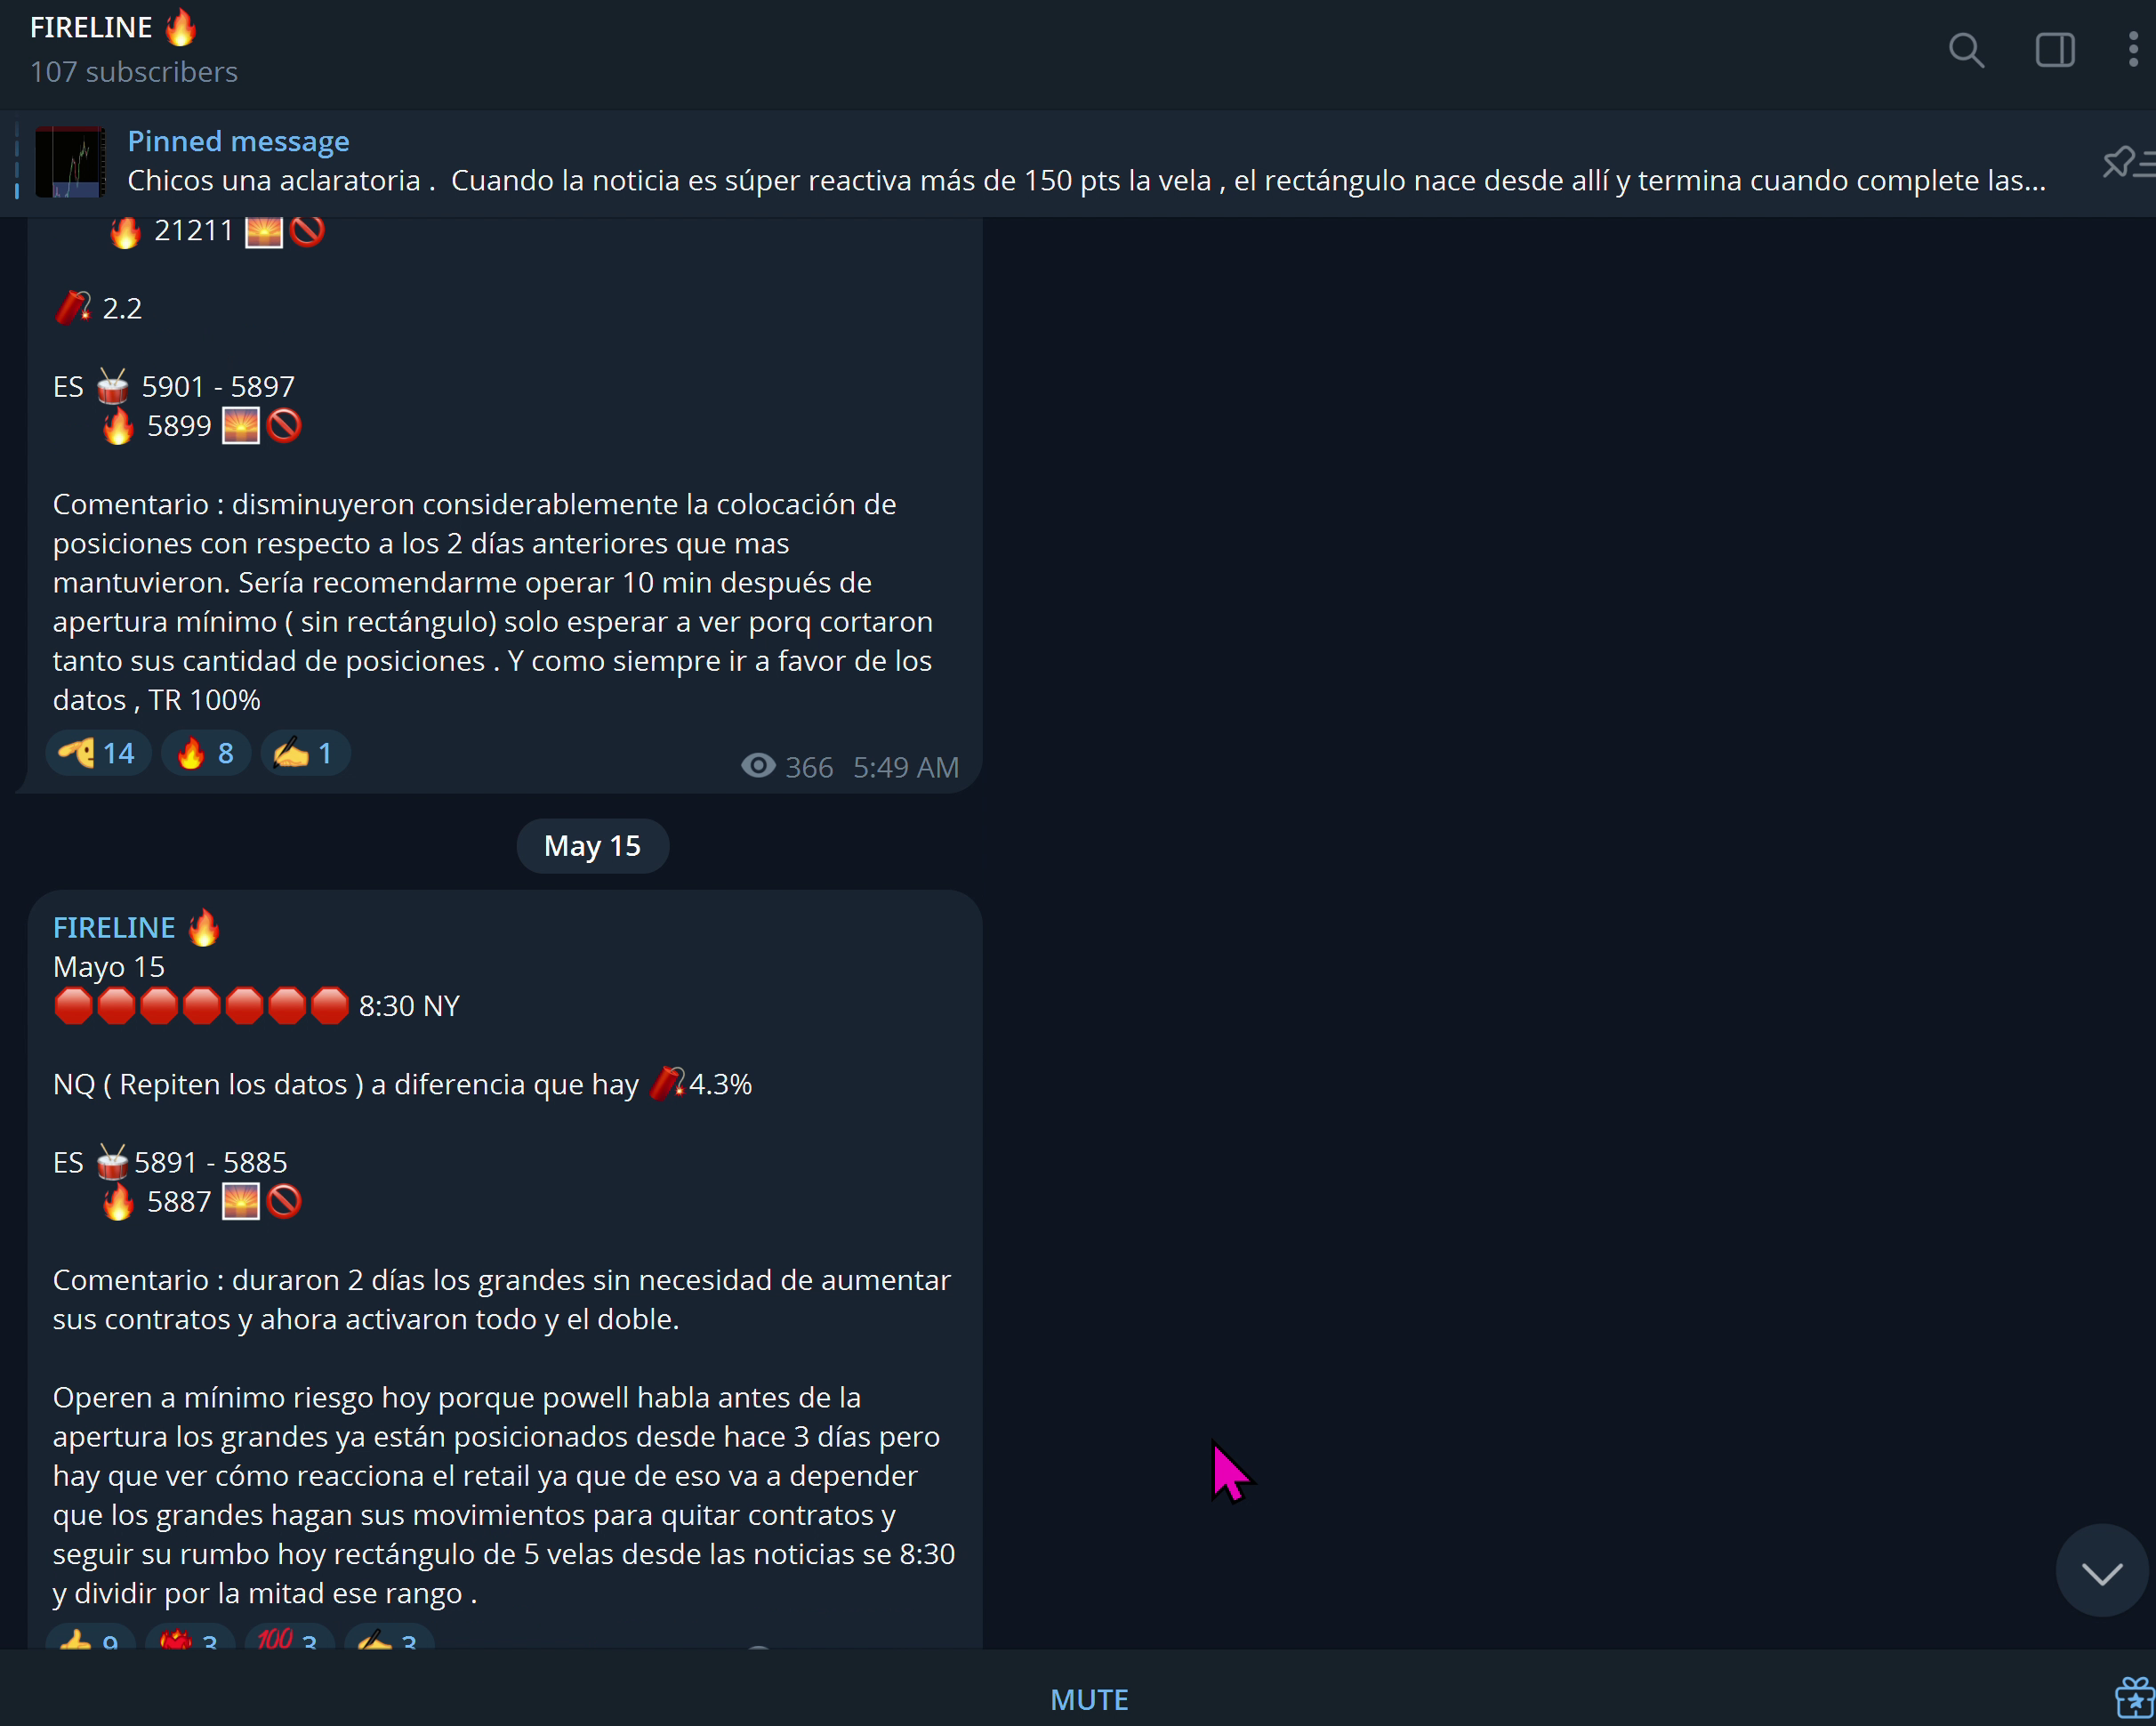 FIRELINE 🔥
107 subscribers
Pinned message
Chicos una aclaratoria .  Cuando la noticia es súper reactiva más de 150 pts la vela , el rectángulo nace desde allí y termina cuando complete las...
🔥 21211 🌅🚫
🧨 2.2
ES 🥁 5901 - 5897
🔥 5899 🌅🚫
Comentario : disminuyeron considerablemente la colocación de
posiciones con respecto a los 2 días anteriores que mas
mantuvieron. Sería recomendarme operar 10 min después de
apertura mínimo ( sin rectángulo) solo esperar a ver porq cortaron
tanto sus cantidad de posiciones . Y como siempre ir a favor de los
datos , TR 100%
🫡 14 🔥 8 ✍ 1
366 5:49 AM
May 15
FIRELINE 🔥
Mayo 15
🛑🛑🛑🛑🛑🛑🛑 8:30 NY
NQ ( Repiten los datos ) a diferencia que hay 🧨4.3%
ES 🥁5891 - 5885
🔥 5887 🌅🚫
Comentario : duraron 2 días los grandes sin necesidad de aumentar
sus contratos y ahora activaron todo y el doble.
Operen a mínimo riesgo hoy porque powell habla antes de la
apertura los grandes ya están posicionados desde hace 3 días pero
hay que ver cómo reacciona el retail ya que de eso va a depender
que los grandes hagan sus movimientos para quitar contratos y
seguir su rumbo hoy rectángulo de 5 velas desde las noticias se 8:30
y dividir por la mitad ese rango .
👍 9 ❤️‍🔥 3 💯 3 ✍ 3
MUTE